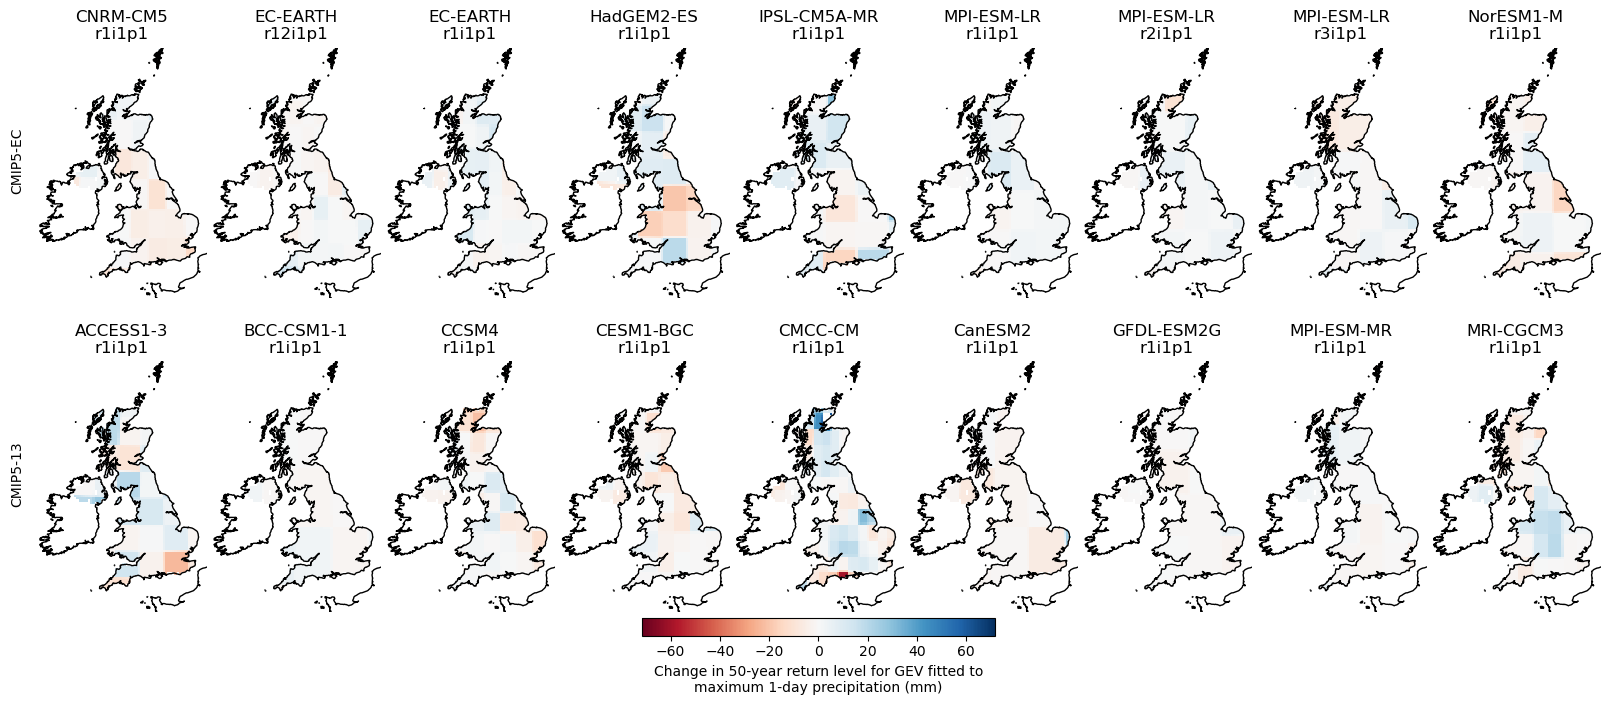 CNRM-CM5
r1i1p1
EC-EARTH
r12i1p1
EC-EARTH
r1i1p1
HadGEM2-ES
r1i1p1
IPSL-CM5A-MR
r1i1p1
MPI-ESM-LR
r1i1p1
MPI-ESM-LR
r2i1p1
MPI-ESM-LR
r3i1p1
NorESM1-M
r1i1p1
CMIP5-EC
ACCESS1-3
r1i1p1
BCC-CSM1-1
r1i1p1
CCSM4
r1i1p1
CESM1-BGC
r1i1p1
CMCC-CM
r1i1p1
CanESM2
r1i1p1
GFDL-ESM2G
r1i1p1
MPI-ESM-MR
r1i1p1
MRI-CGCM3
r1i1p1
CMIP5-13
−60 −40 −20 0 20 40 60
Change in 50-year return level for GEV fitted to
maximum 1-day precipitation (mm)